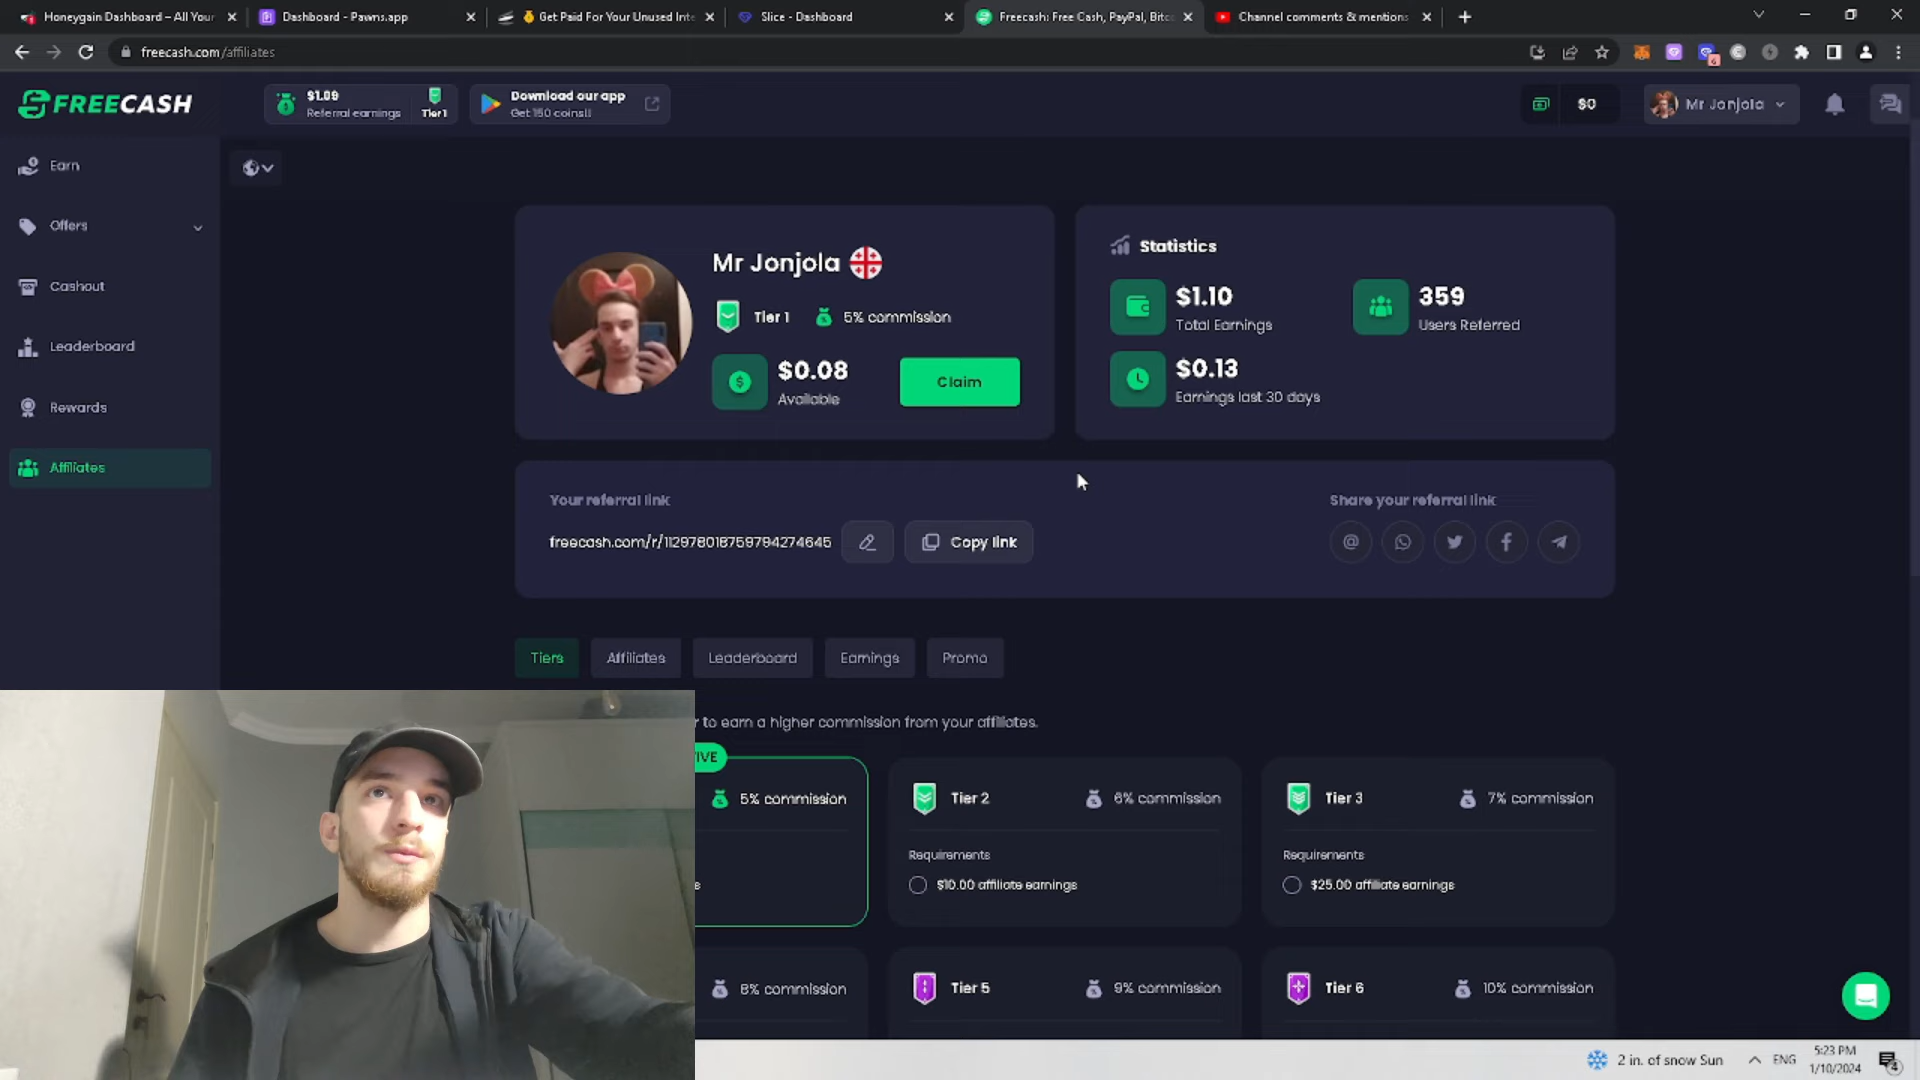 Honeygain Dashboard – All Your
Dashboard - Pawns.app
Get Paid For Your Unused Inte
Slice - Dashboard
Freecash: Free Cash, PayPal, Bitc
Channel comments & mentions
freecash.com/affiliates
FREECASH
$1.09
Referral earnings
Tier 1
Download our app
Get 150 coins!!
$0
Mr Jonjola
Earn
Offers
Cashout
Leaderboard
Rewards
Affiliates
Mr Jonjola
Tier 1
5% commission
$0.08
Available
Claim
Statistics
$1.10
Total Earnings
359
Users Referred
$0.13
Earnings last 30 days
Your referral link
freecash.com/r/112978018759794274645
Copy link
Share your referral link
Tiers
Affiliates
Leaderboard
Earnings
Promo
r to earn a higher commission from your affiliates.
IVE
5% commission
s
Tier 2
6% commission
Requirements
$10.00 affiliate earnings
Tier 3
7% commission
Requirements
$25.00 affiliate earnings
8% commission
Tier 5
9% commission
Tier 6
10% commission
2 in. of snow Sun
ENG
5:23 PM
1/10/2024
4